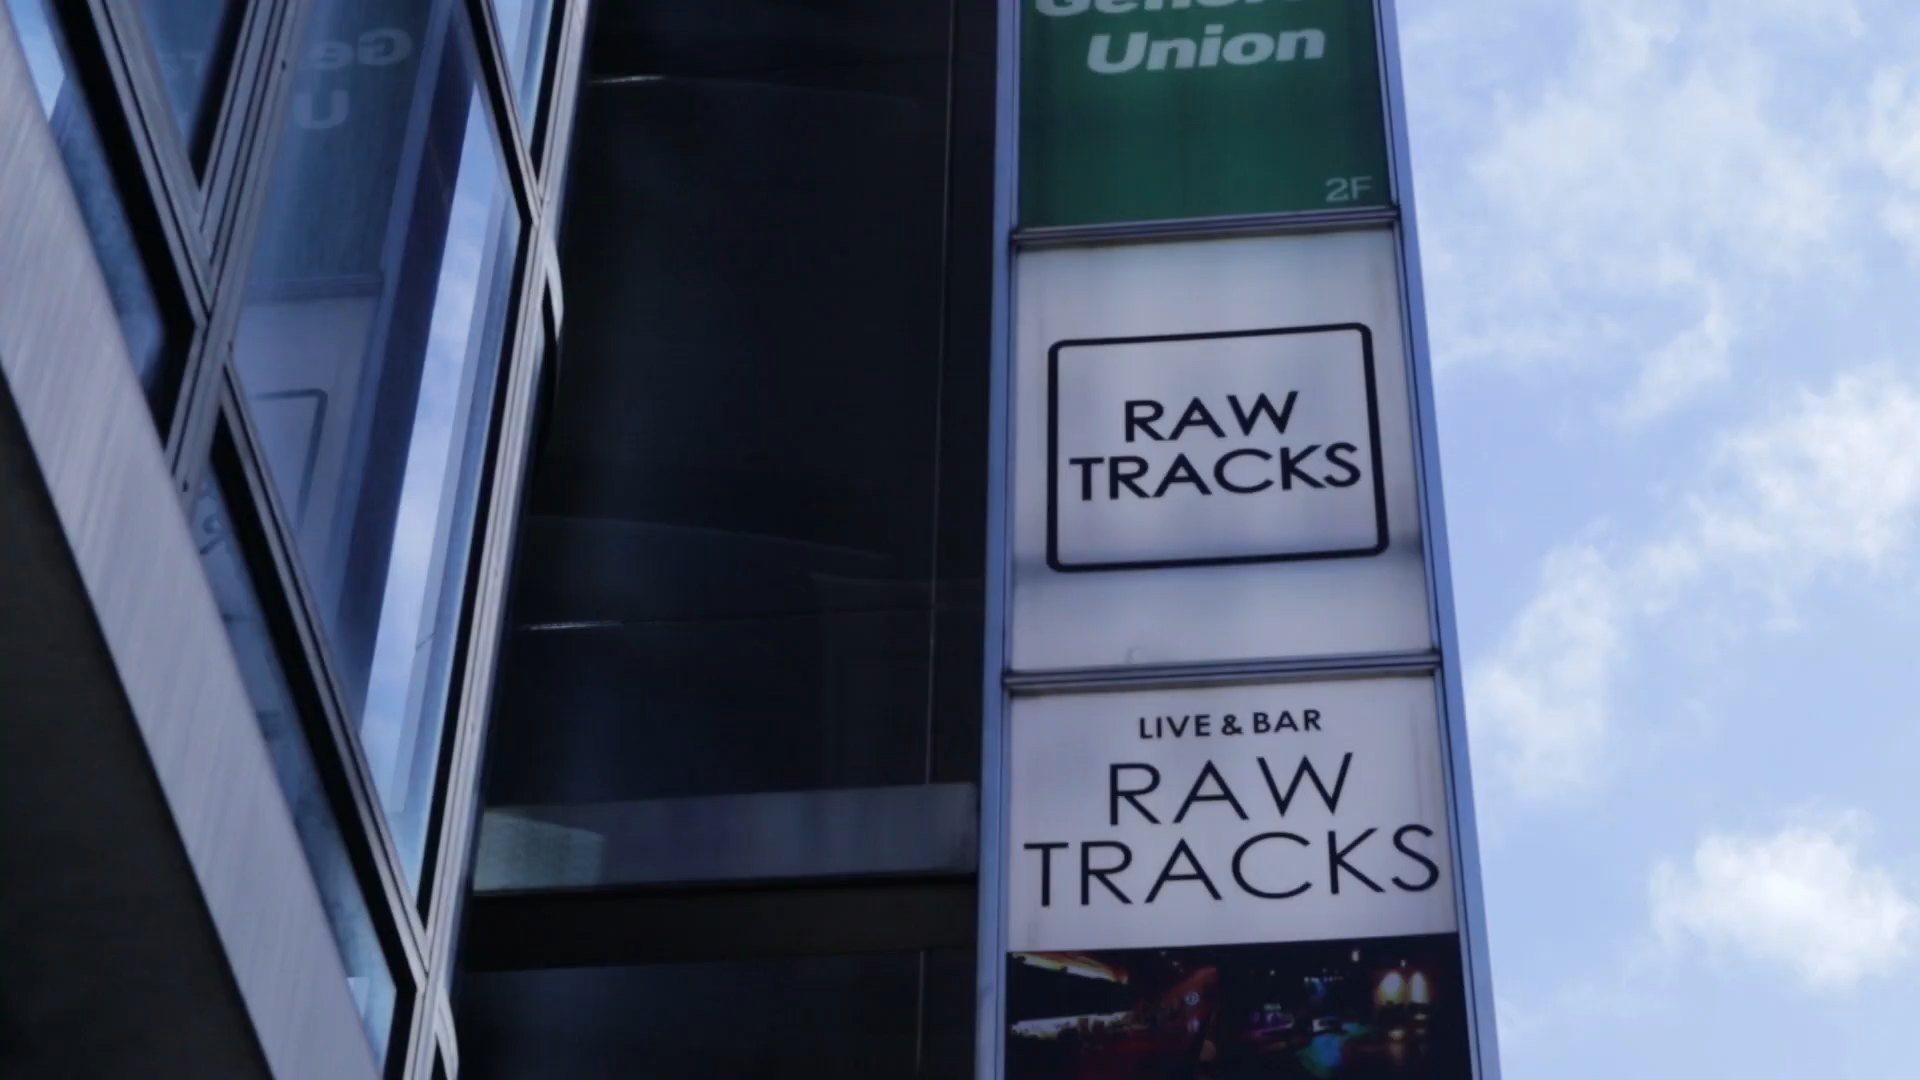 Union
2F
RAW
TRACKS
LIVE & BAR
RAW
TRACKS